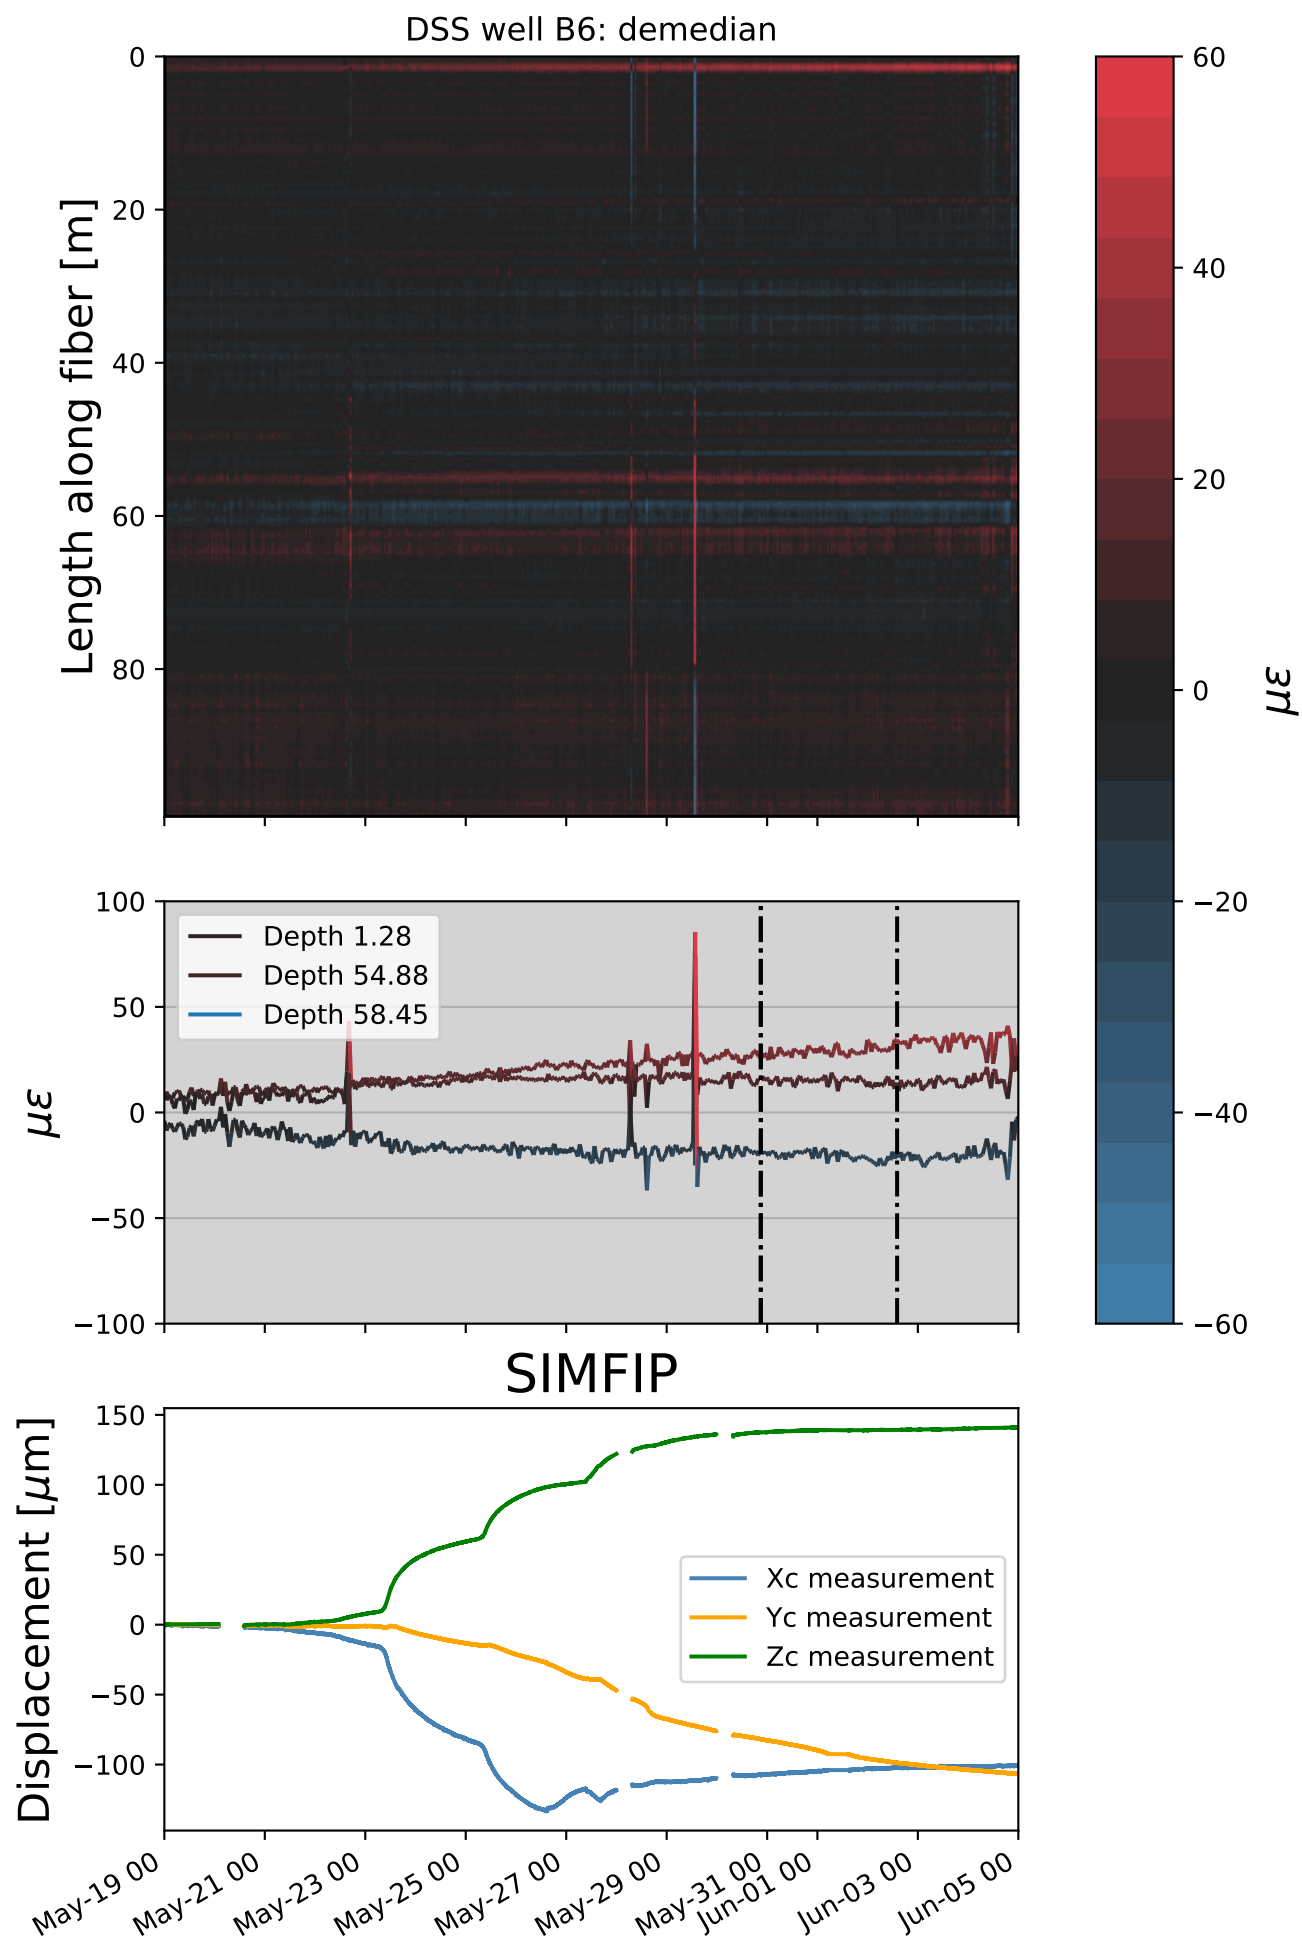 DSS well B6: demedian
0
20
40
60
80
Length along fiber [m]
60
40
20
0
−20
−40
−60
με
100
50
0
−50
−100
με
Depth 1.28
Depth 54.88
Depth 58.45
SIMFIP
150
100
50
0
−50
−100
Displacement [μm]
Xc measurement
Yc measurement
Zc measurement
May-19 00
May-21 00
May-23 00
May-25 00
May-27 00
May-29 00
May-31 00
Jun-01 00
Jun-03 00
Jun-05 00